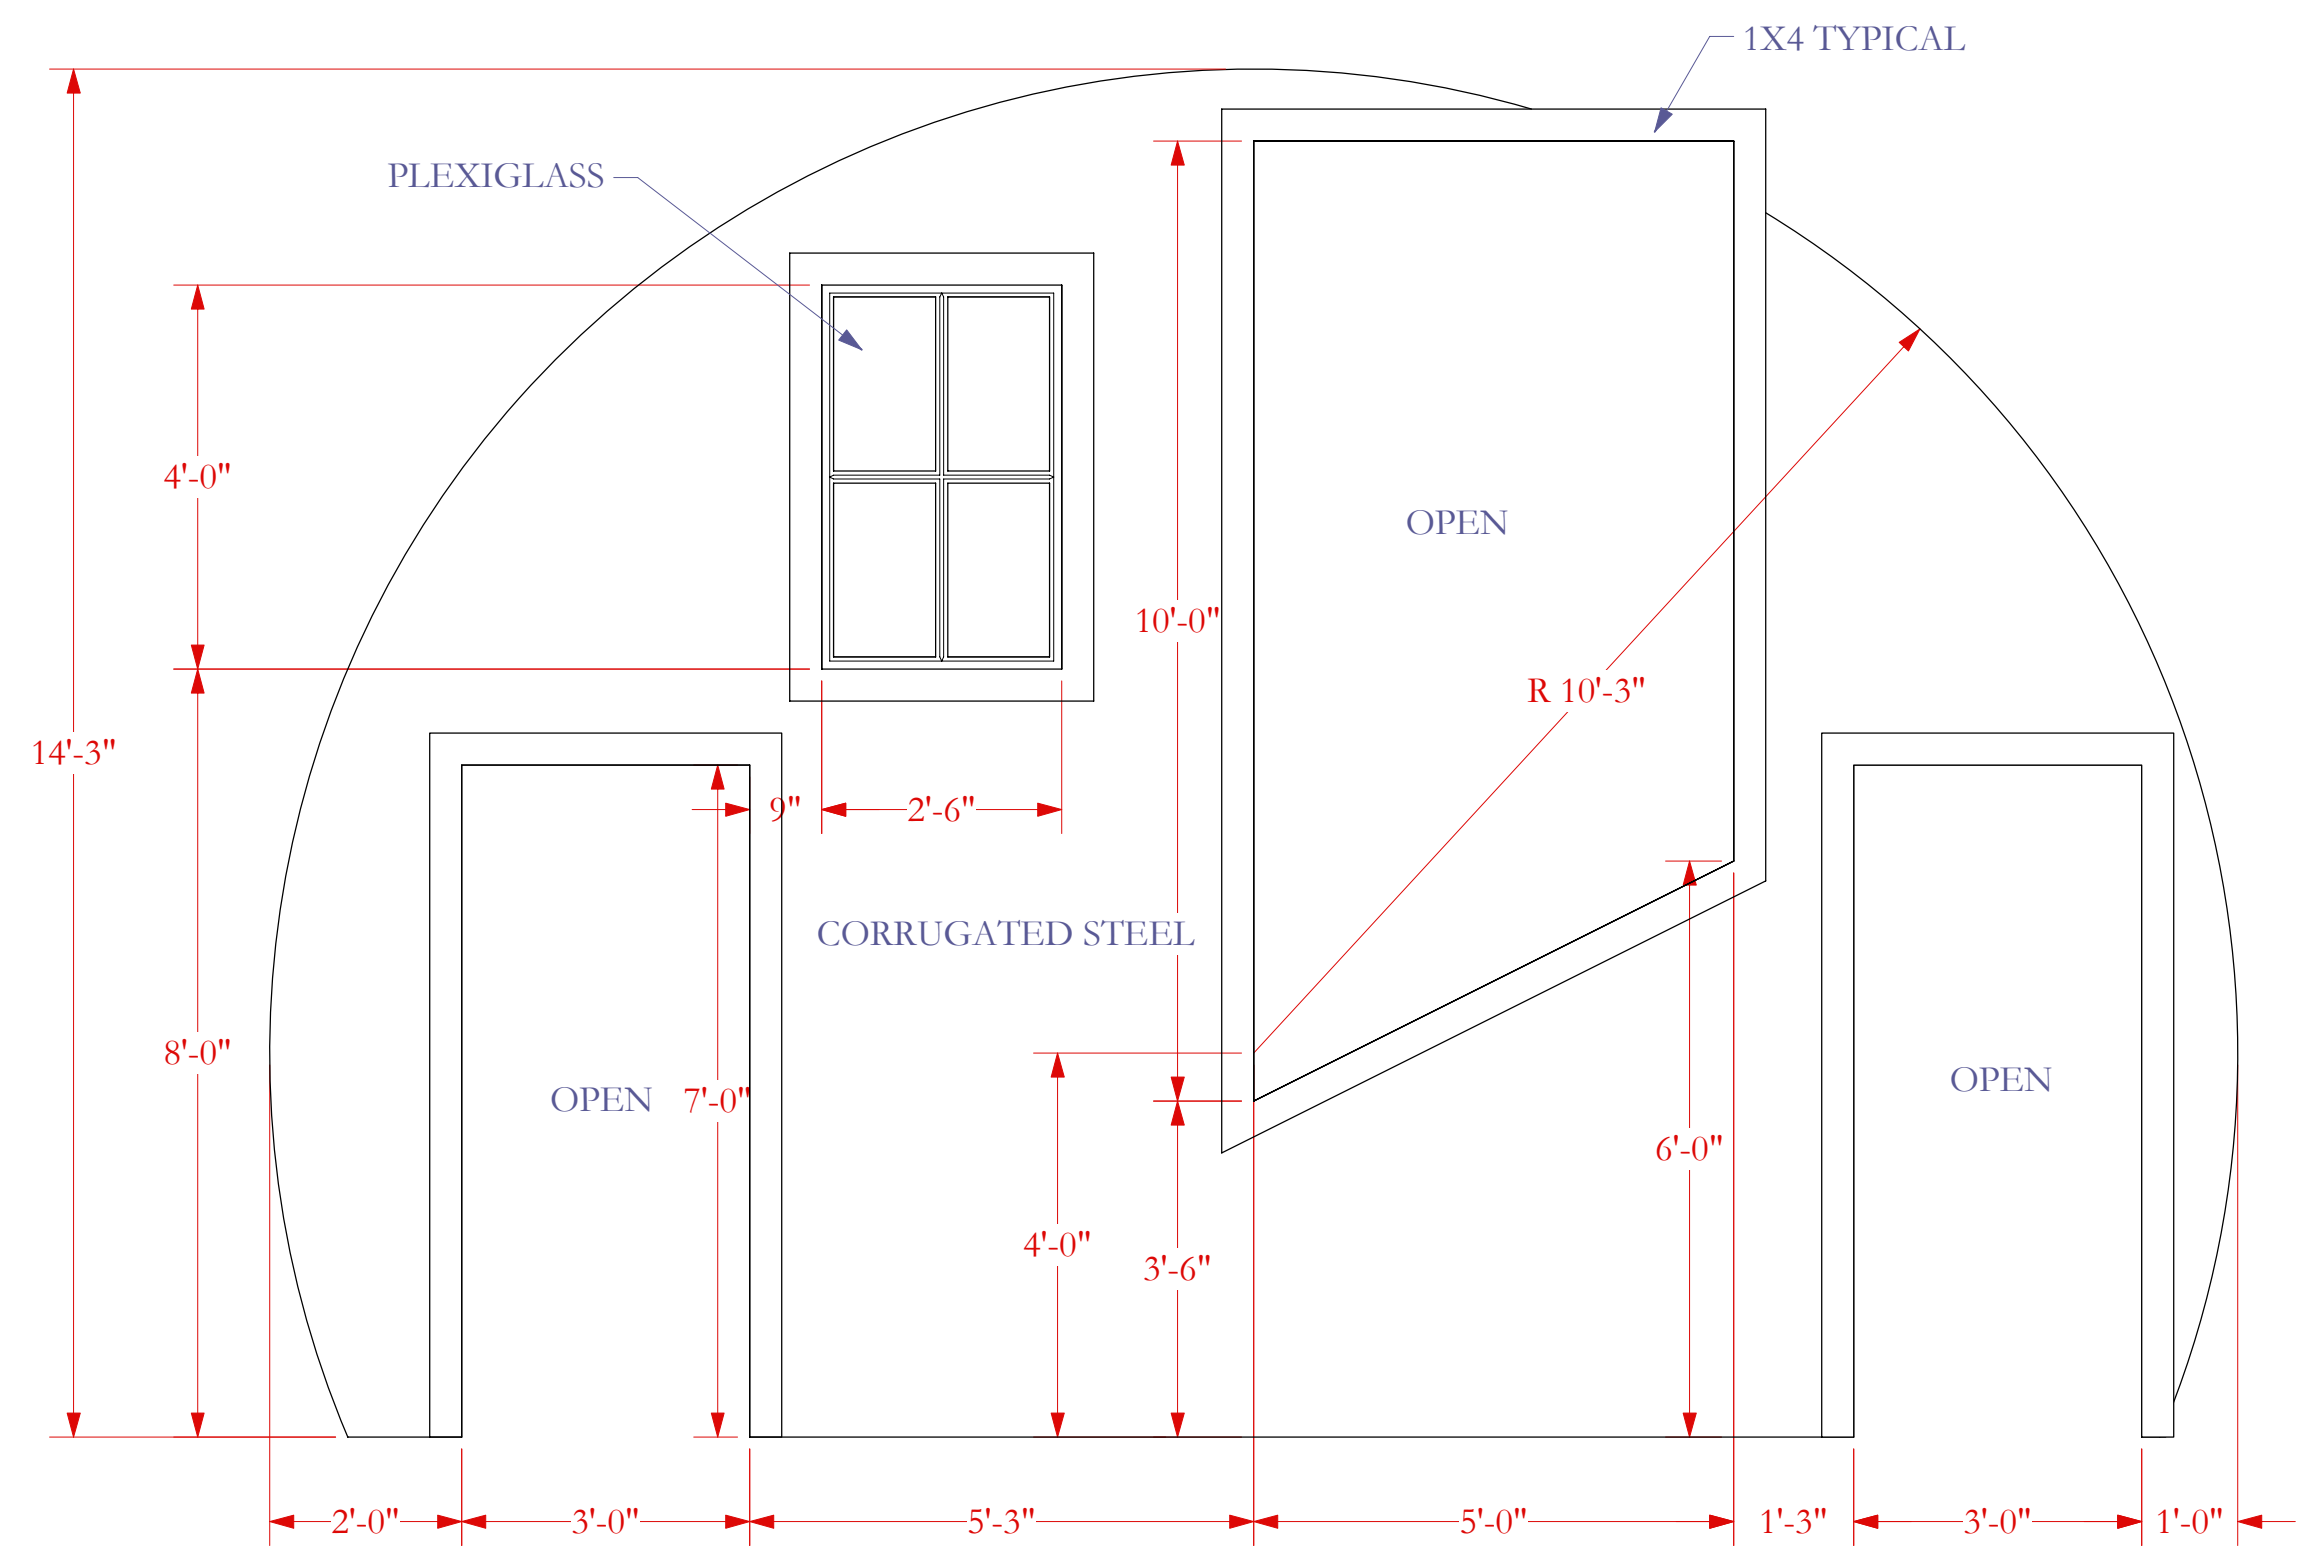 1X4 TYPICAL
PLEXIGLASS
4'-0"
OPEN
10'-0"
R 10'-3"
14'-3"
9"
2'-6"
CORRUGATED STEEL
8'-0"
OPEN
7'-0"
OPEN
6'-0"
4'-0"
3'-6"
2'-0"
3'-0"
5'-3"
5'-0"
1'-3"
3'-0"
1'-0"